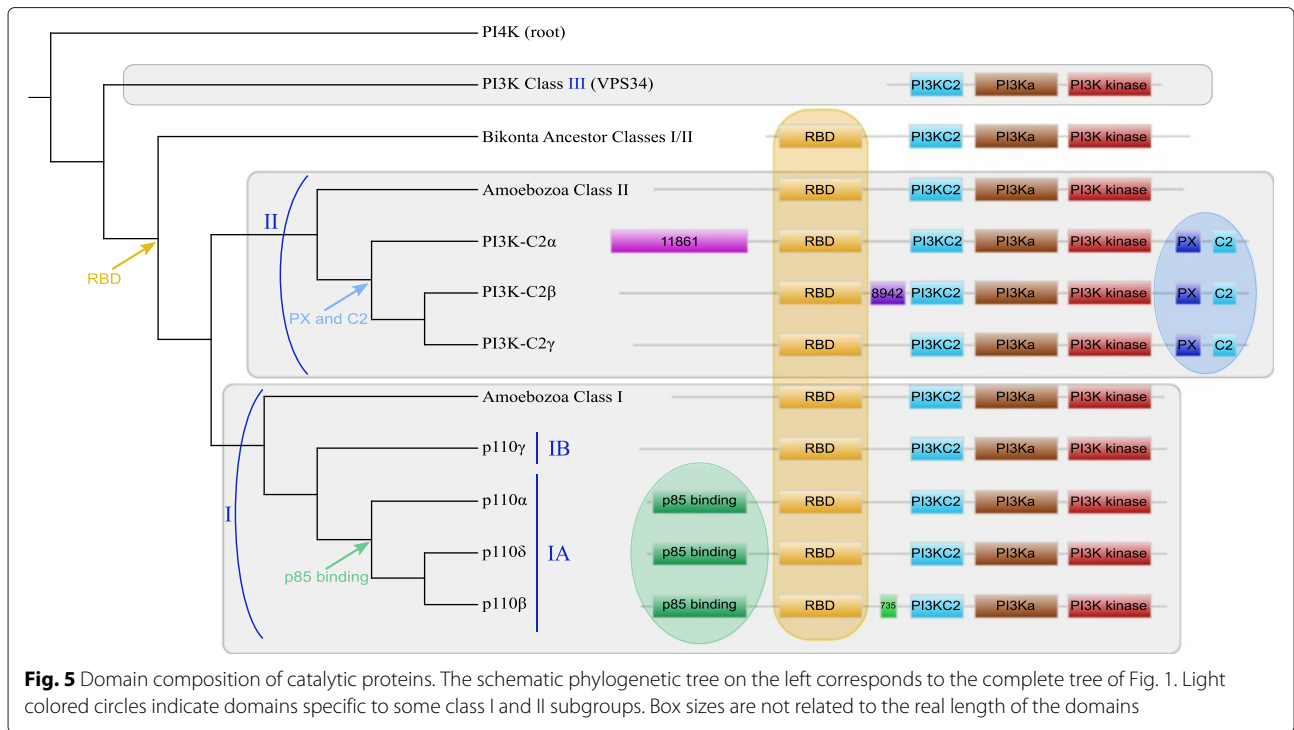 PI4K (root)
PI3K Class III (VPS34) PI3KC2 PI3Ka PI3K kinase
Bikonta Ancestor Classes I/II RBD PI3KC2 PI3Ka PI3K kinase
Amoebozoa Class II RBD PI3KC2 PI3Ka PI3K kinase
II
PI3K-C2α 11861 RBD PI3KC2 PI3Ka PI3K kinase PX C2
RBD
PI3K-C2β RBD 8942 PI3KC2 PI3Ka PI3K kinase PX C2
PX and C2
PI3K-C2γ RBD PI3KC2 PI3Ka PI3K kinase PX C2
Amoebozoa Class I RBD PI3KC2 PI3Ka PI3K kinase
p110γ IB RBD PI3KC2 PI3Ka PI3K kinase
p110α p85 binding RBD PI3KC2 PI3Ka PI3K kinase
I
p110δ IA p85 binding RBD PI3KC2 PI3Ka PI3K kinase
p85 binding
p110β p85 binding RBD 735 PI3KC2 PI3Ka PI3K kinase
Fig. 5 Domain composition of catalytic proteins. The schematic phylogenetic tree on the left corresponds to the complete tree of Fig. 1. Light
colored circles indicate domains specific to some class I and II subgroups. Box sizes are not related to the real length of the domains